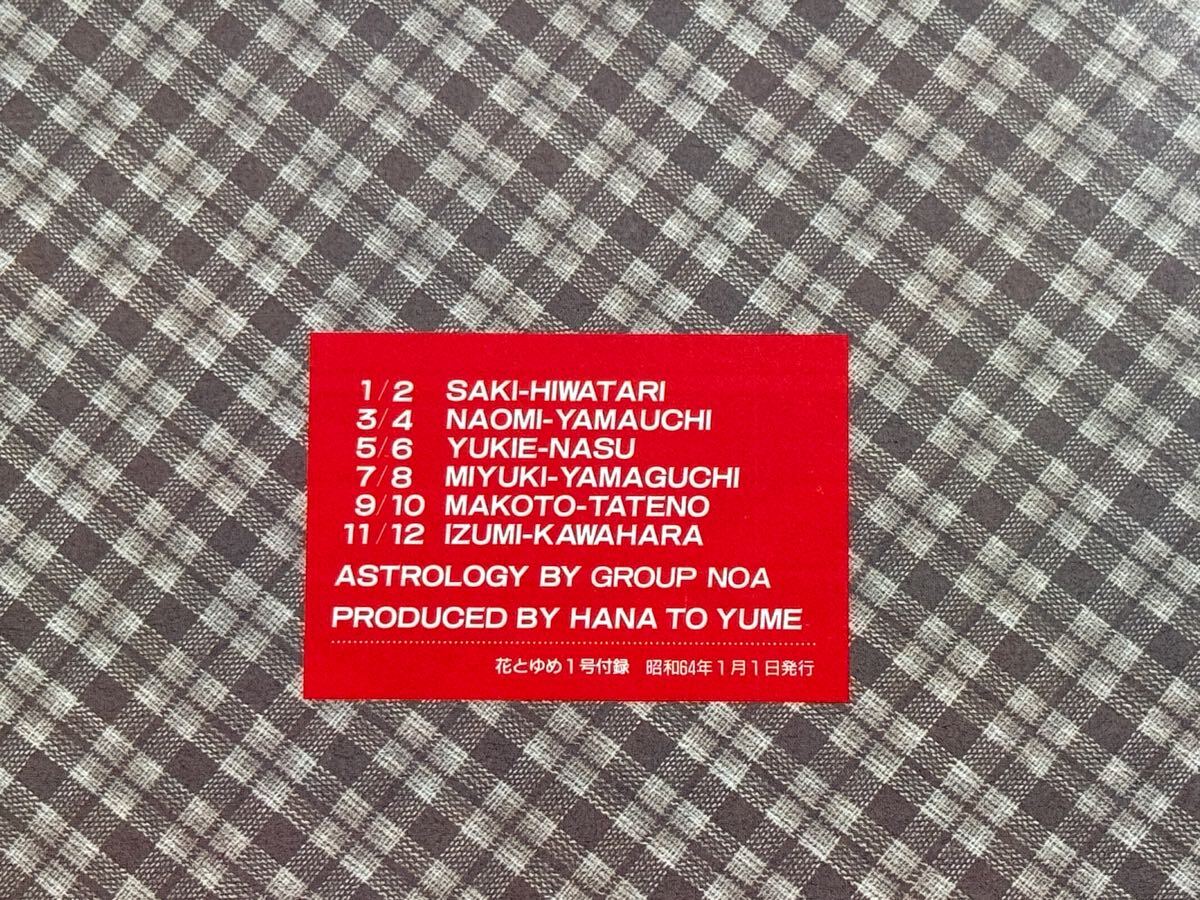 1/2 SAKI-HIWATARI
3/4 NAOMI-YAMAUCHI
5/6 YUKIE-NASU
7/8 MIYUKI-YAMAGUCHI
9/10 MAKOTO-TATENO
11/12 IZUMI-KAWAHARA
ASTROLOGY BY GROUP NOA
PRODUCED BY HANA TO YUME
花とゆめ1号付録 昭和64年1月1日発行